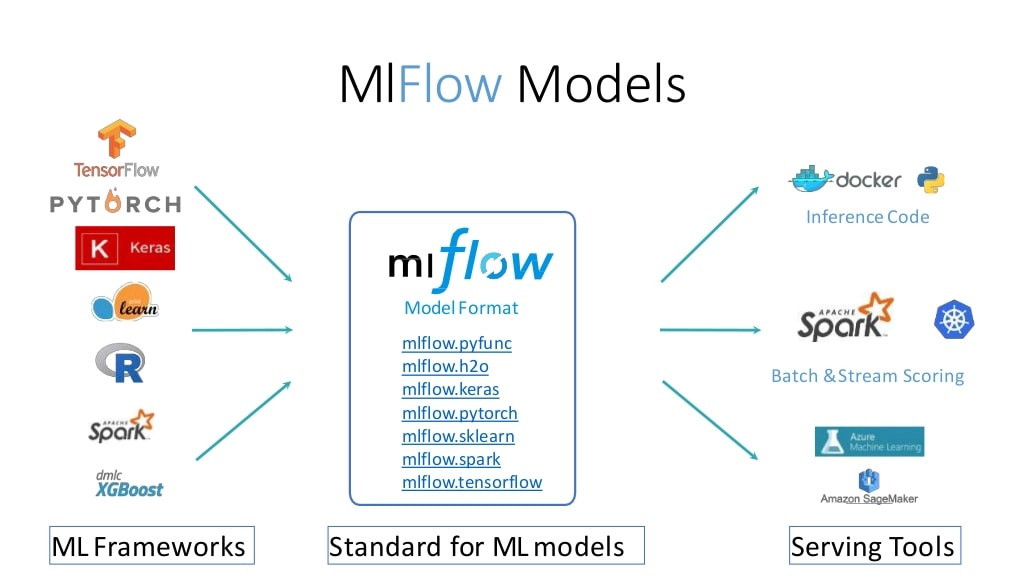 MlFlow Models
TensorFlow
PYTORCH
K Keras
scikit learn
R
APACHE
Spark
dmlc
XGBoost
ML Frameworks
mlflow
Model Format
mlflow.pyfunc
mlflow.h2o
mlflow.keras
mlflow.pytorch
mlflow.sklearn
mlflow.spark
mlflow.tensorflow
Standard for ML models
docker
Inference Code
APACHE
Spark
Batch & Stream Scoring
Azure
Machine Learning
Amazon SageMaker
Serving Tools